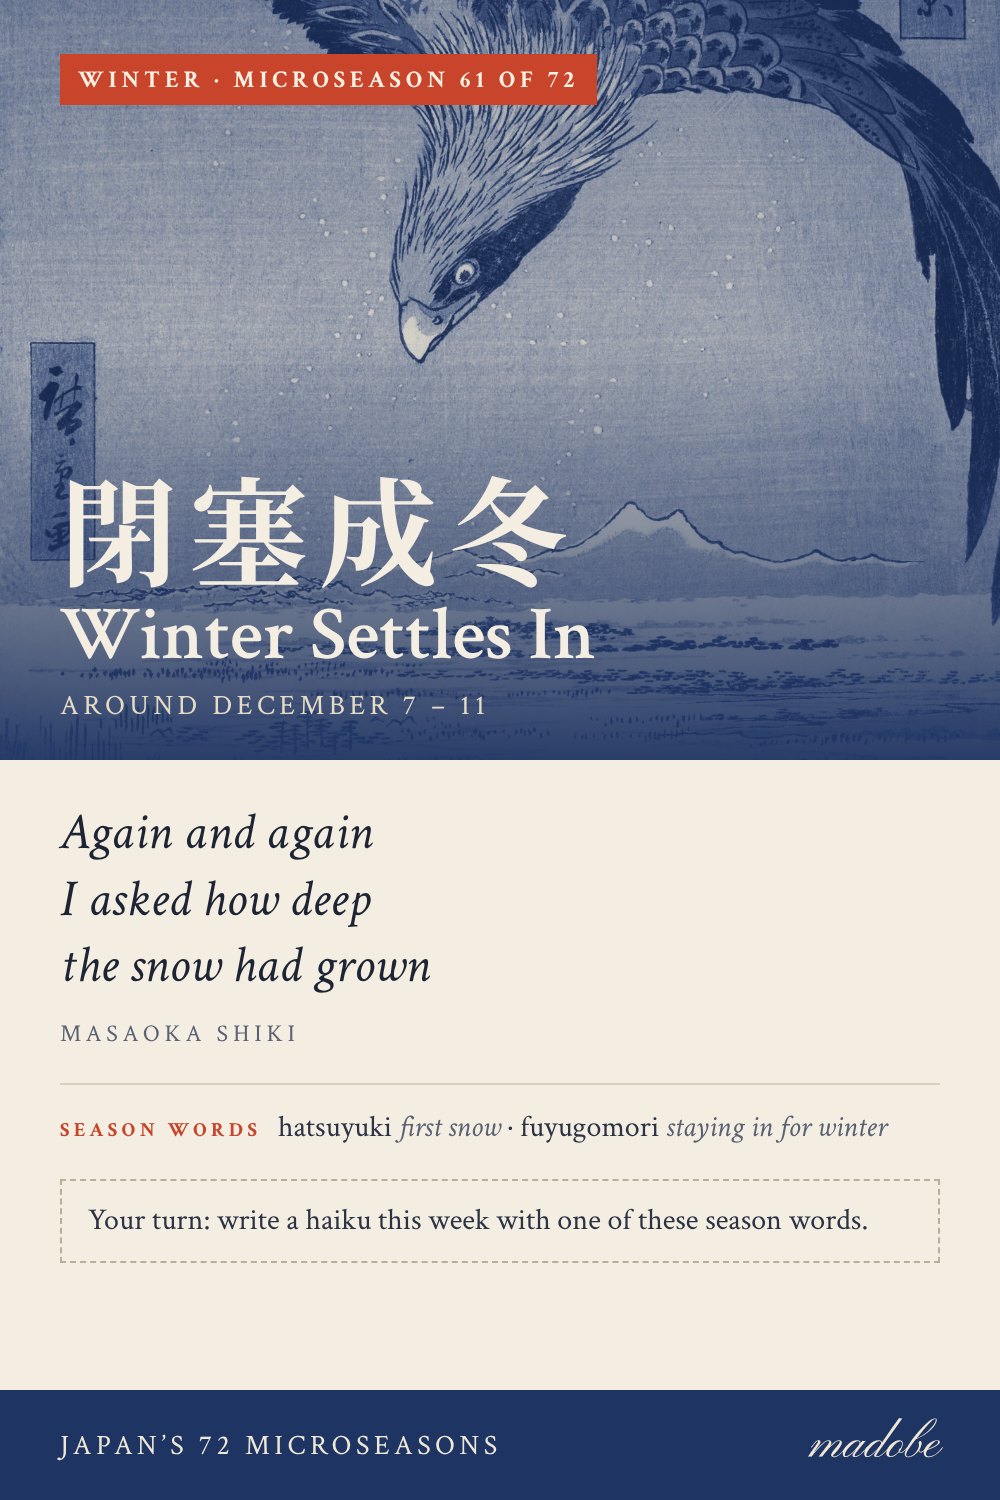 WINTER · MICROSEASON 61 OF 72
閉塞成冬
Winter Settles In
AROUND DECEMBER 7 – 11
Again and again
I asked how deep
the snow had grown
MASAOKA SHIKI
SEASON WORDS hatsuyuki first snow · fuyugomori staying in for winter
Your turn: write a haiku this week with one of these season words.
JAPAN’S 72 MICROSEASONS
madobe